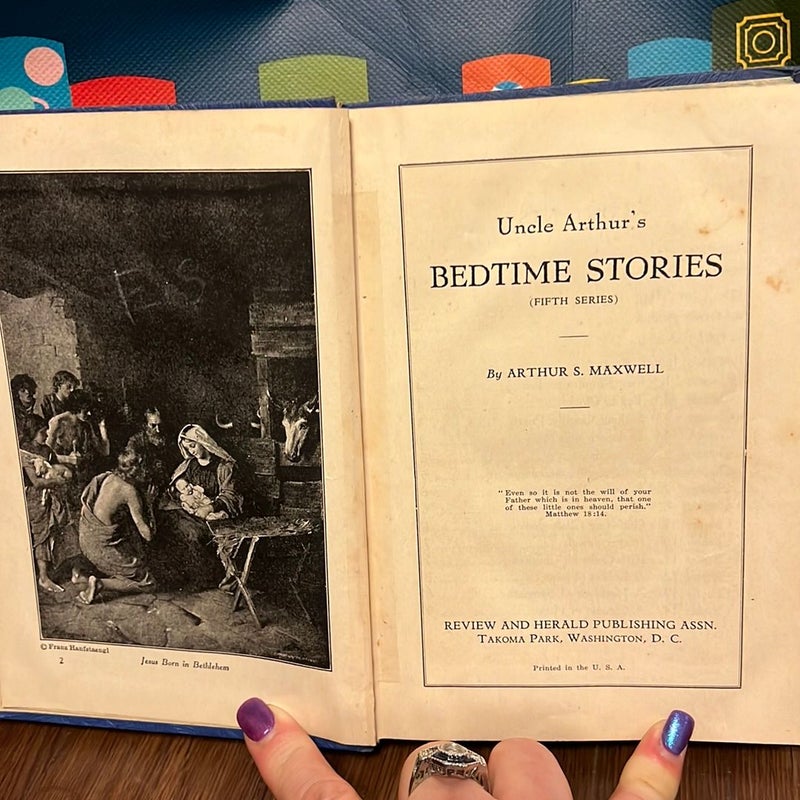 © Franz Hanfstaengl
2
Jesus Born in Bethlehem
Uncle Arthur's
BEDTIME STORIES
(FIFTH SERIES)
By ARTHUR S. MAXWELL
"Even so it is not the will of your
Father which is in heaven, that one
of these little ones should perish."
Matthew 18:14.
REVIEW AND HERALD PUBLISHING ASSN.
TAKOMA PARK, WASHINGTON, D. C.
Printed in the U. S. A.